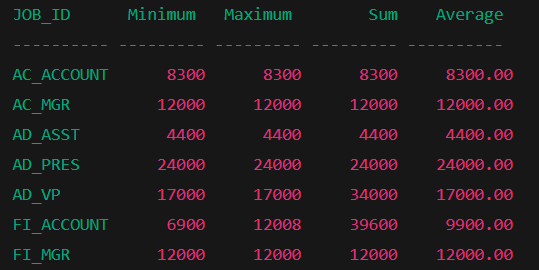 JOB_ID Minimum Maximum Sum Average
---------- --------- --------- --------- ----------
AC_ACCOUNT 8300 8300 8300 8300.00
AC_MGR 12000 12000 12000 12000.00
AD_ASST 4400 4400 4400 4400.00
AD_PRES 24000 24000 24000 24000.00
AD_VP 17000 17000 34000 17000.00
FI_ACCOUNT 6900 12008 39600 9900.00
FI_MGR 12000 12000 12000 12000.00